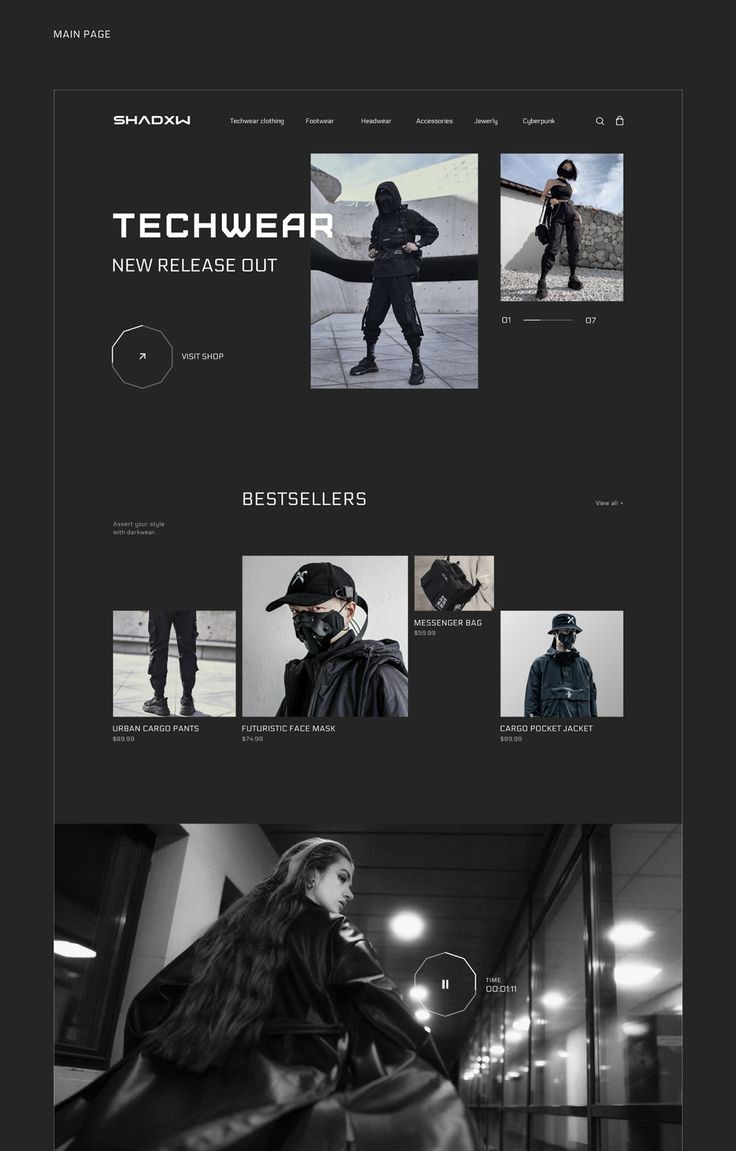 MAIN PAGE
SHADXW
Techwear clothing
Footwear
Headwear
Accessories
Jewerly
Cyberpunk
TECHWEAR
NEW RELEASE OUT
VISIT SHOP
01
07
BESTSELLERS
View all +
Assert your style
with darkwear.
MESSENGER BAG
$59.99
URBAN CARGO PANTS
$89.99
FUTURISTIC FACE MASK
$74.99
CARGO POCKET JACKET
$99.99
TIME
00:01:11